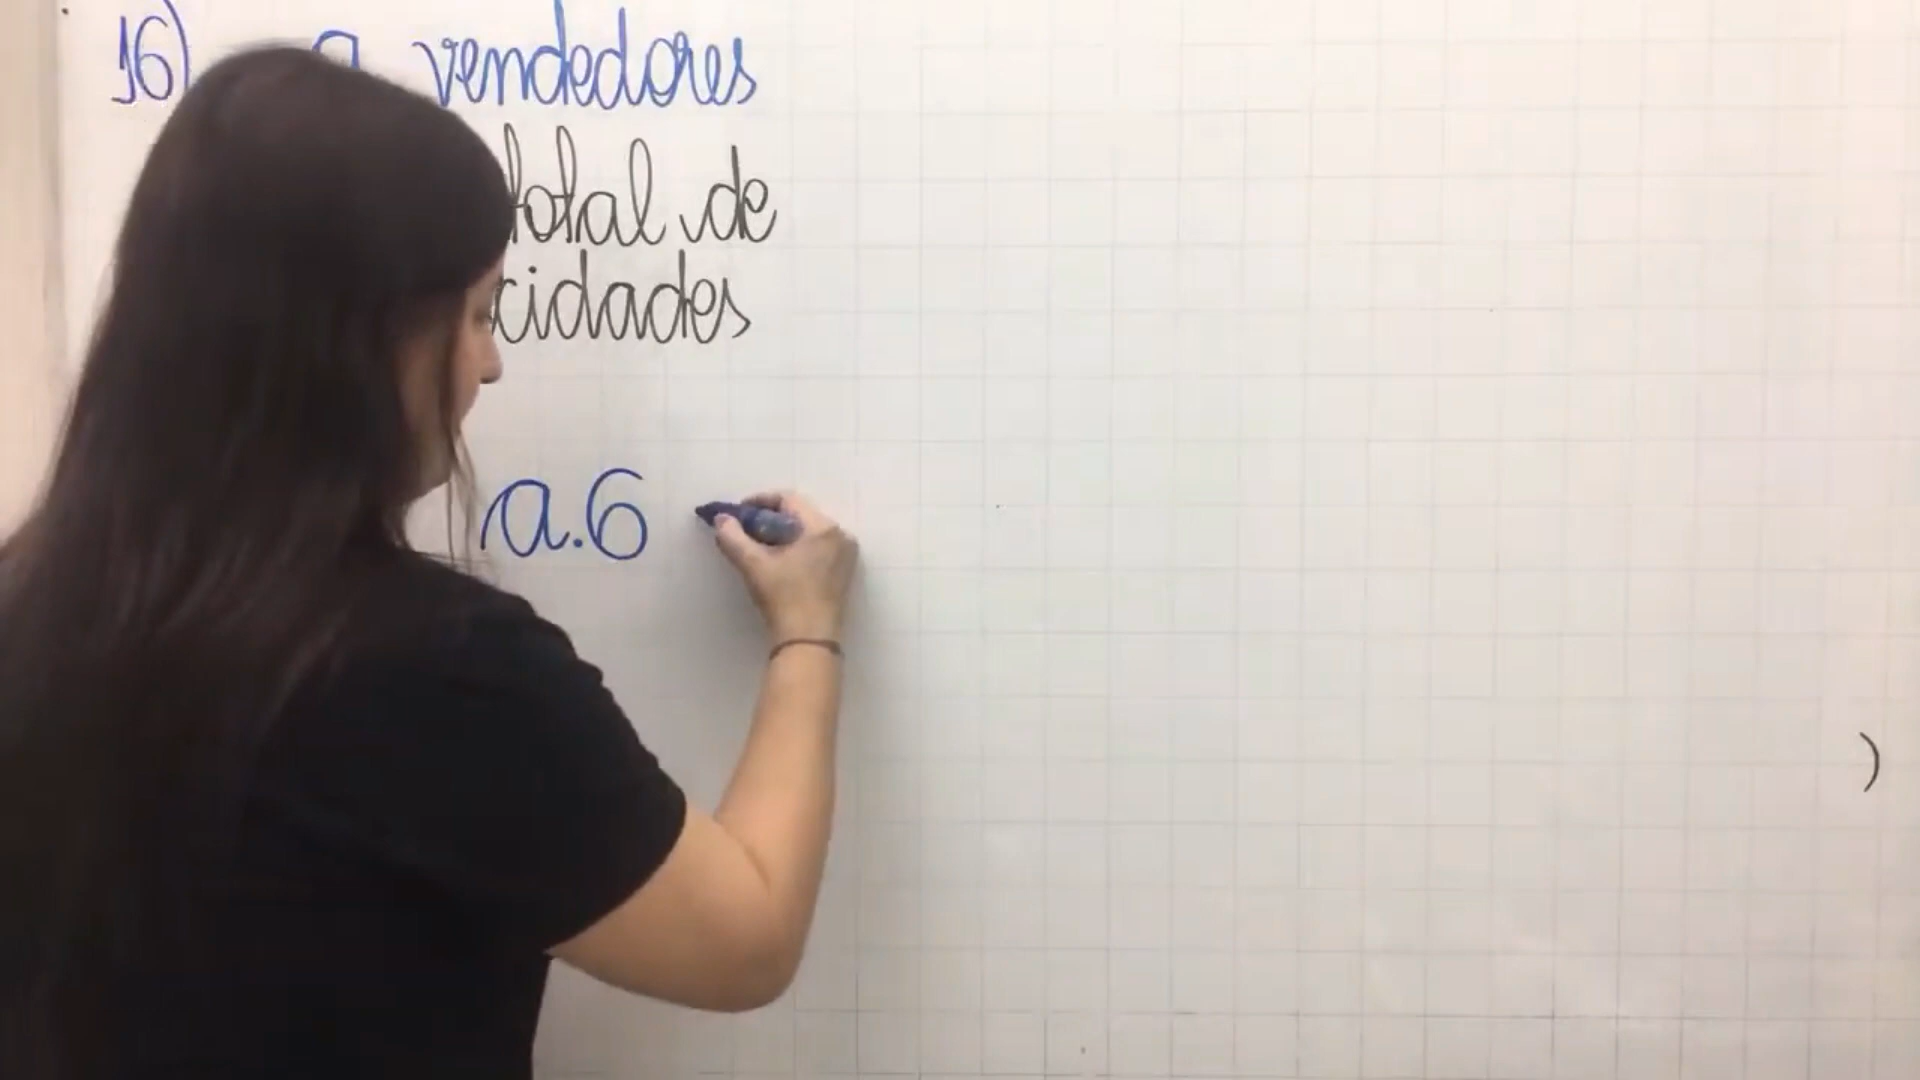 16) a vendedores
total de
cidades
a.6
)